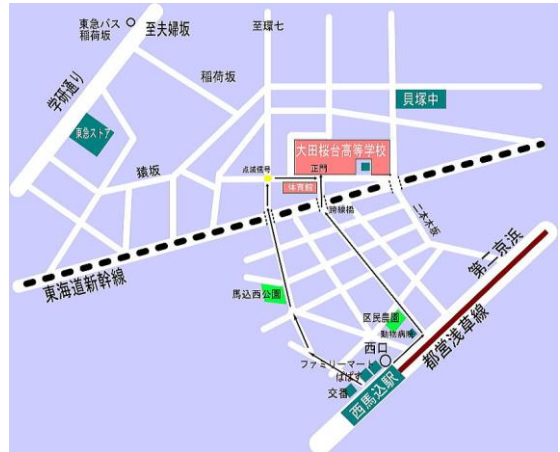 東急バス
稲荷坂
至夫婦坂
至環七
学研通り
稲荷坂
貝塚中
東急ストア
大田桜台高等学校
正門
猿坂
点滅信号
体育館
跨線橋
二本木坂
東海道新幹線
馬込西公園
第二京浜
区民農園
動物病院
都営浅草線
西口
ファミリーマート
ぱぱす
交番
西馬込駅